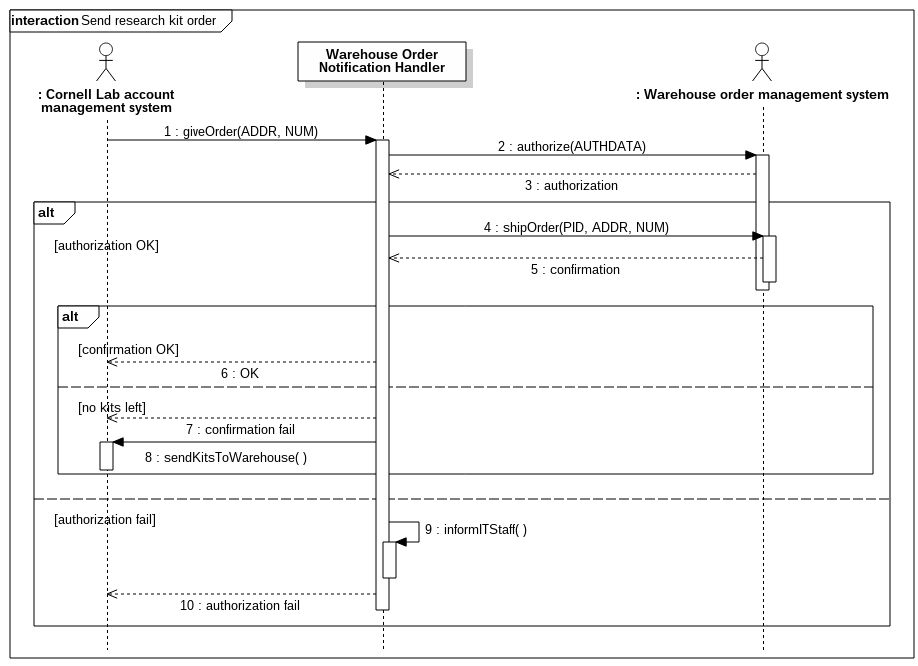 interaction Send research kit order
Warehouse Order
Notification Handler
: Cornell Lab account
management system
: Warehouse order management system
1 : giveOrder(ADDR, NUM)
2 : authorize(AUTHDATA)
3 : authorization
alt
4 : shipOrder(PID, ADDR, NUM)
[authorization OK]
5 : confirmation
alt
[confirmation OK]
6 : OK
[no kits left]
7 : confirmation fail
8 : sendKitsToWarehouse( )
[authorization fail]
9 : informITStaff( )
10 : authorization fail